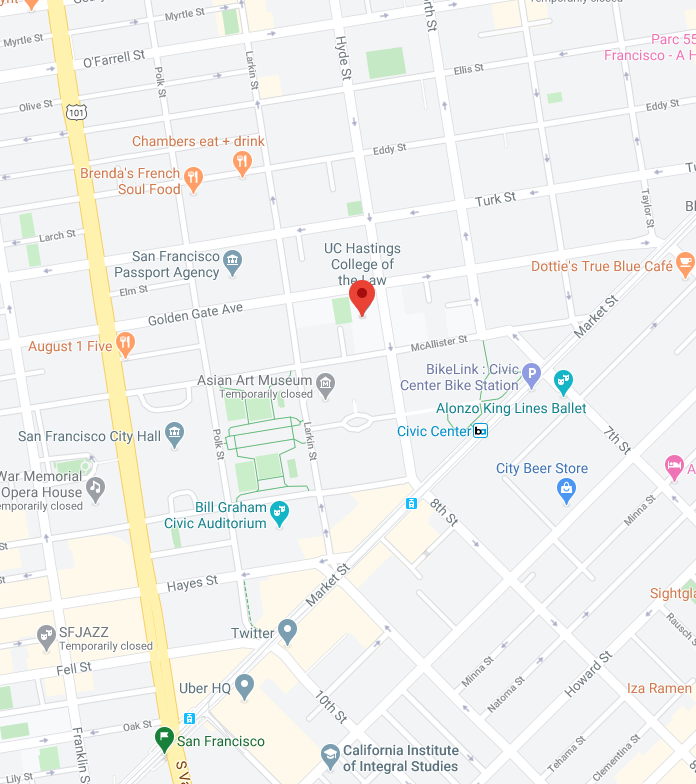 Myrtle St
Temporarily closed
Myrtle St
O'Farrell St
Hyde St
Parc 55
Francisco - A H
Polk St
Larkin St
Ellis St
Olive St
Eddy St
101
Chambers eat + drink
Eddy St
Brenda's French
Soul Food
Turk St
Taylor St
Larch St
UC Hastings
College of
the Law
San Francisco
Passport Agency
Dottie's True Blue Café
Elm St
Golden Gate Ave
Market St
August 1 Five
McAllister St
BikeLink : Civic
Center Bike Station
P
Asian Art Museum
Temporarily closed
Alonzo King Lines Ballet
San Francisco City Hall
Polk St
Larkin St
Civic Center
7th St
War Memorial
Opera House
City Beer Store
Bill Graham
Civic Auditorium
8th St
Minna St
Hayes St
Market St
Sightgla
Rausch S
Twitter
SFJAZZ
Temporarily closed
Fell St
Minna St
Howard St
Uber HQ
Natoma St
Iza Ramen
10th St
Oak St
San Francisco
Franklin S
California Institute
of Integral Studies
Tehama St
Clementina St
Lily St
S Va